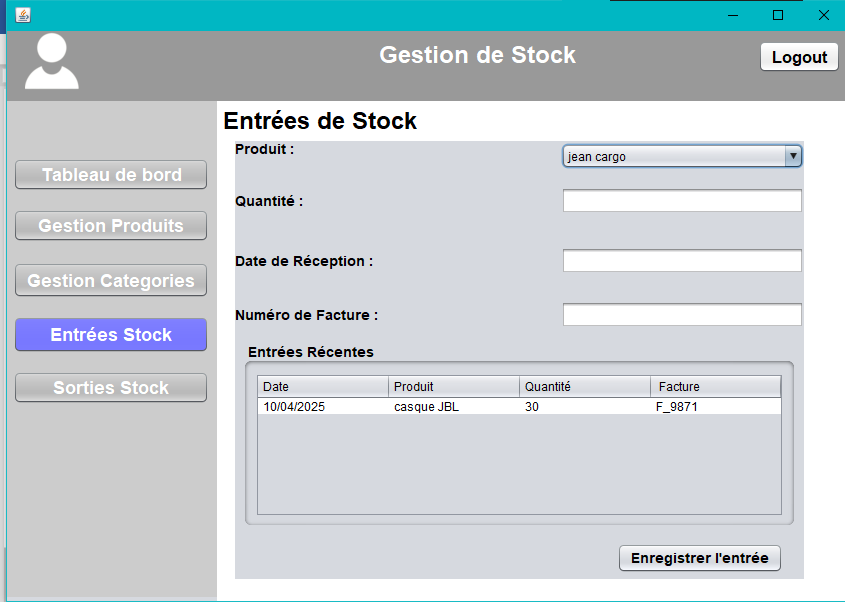 Gestion de Stock
Logout
Tableau de bord
Gestion Produits
Gestion Categories
Entrées Stock
Sorties Stock
Entrées de Stock
Produit :
jean cargo
Quantité :
Date de Réception :
Numéro de Facture :
Entrées Récentes
Date Produit Quantité Facture
10/04/2025 casque JBL 30 F_9871
Enregistrer l'entrée